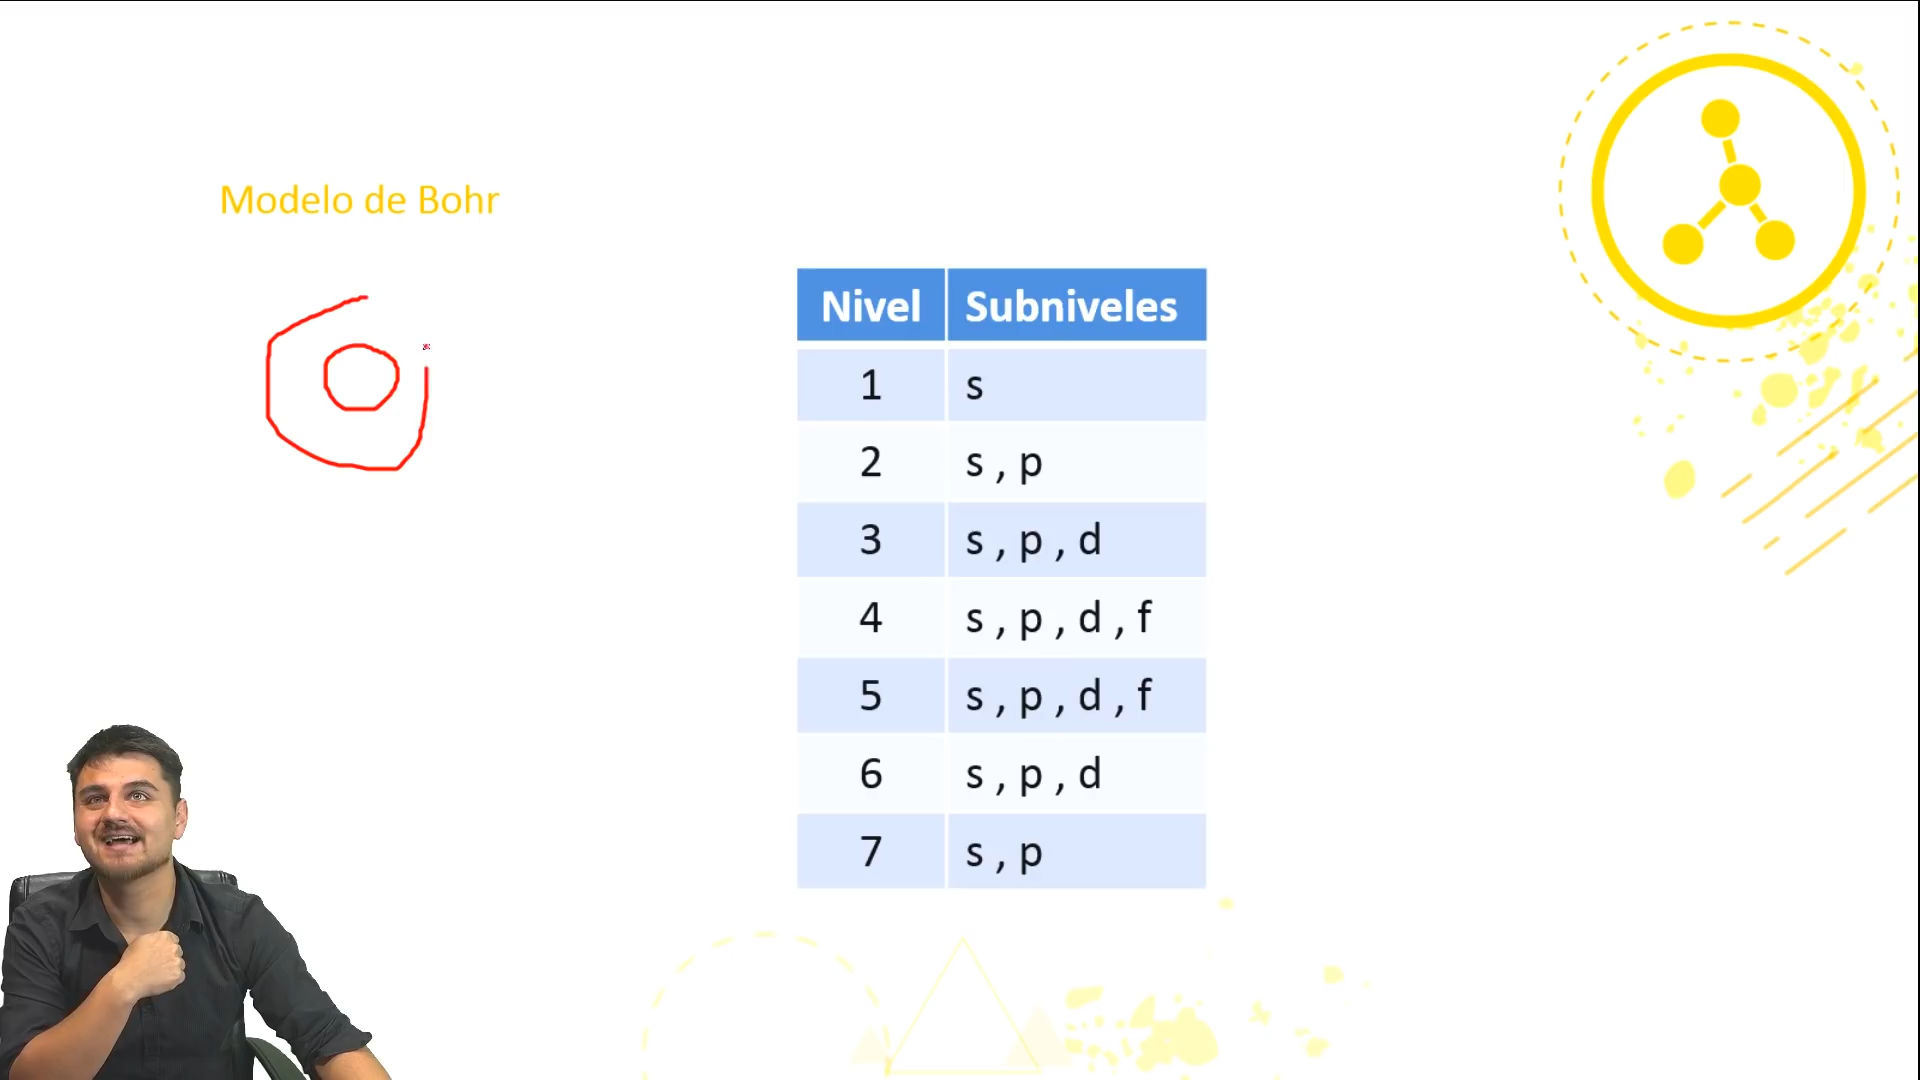 Modelo de Bohr
Nivel Subniveles
1 s
2 s , p
3 s , p , d
4 s , p , d , f
5 s , p , d , f
6 s , p , d
7 s , p